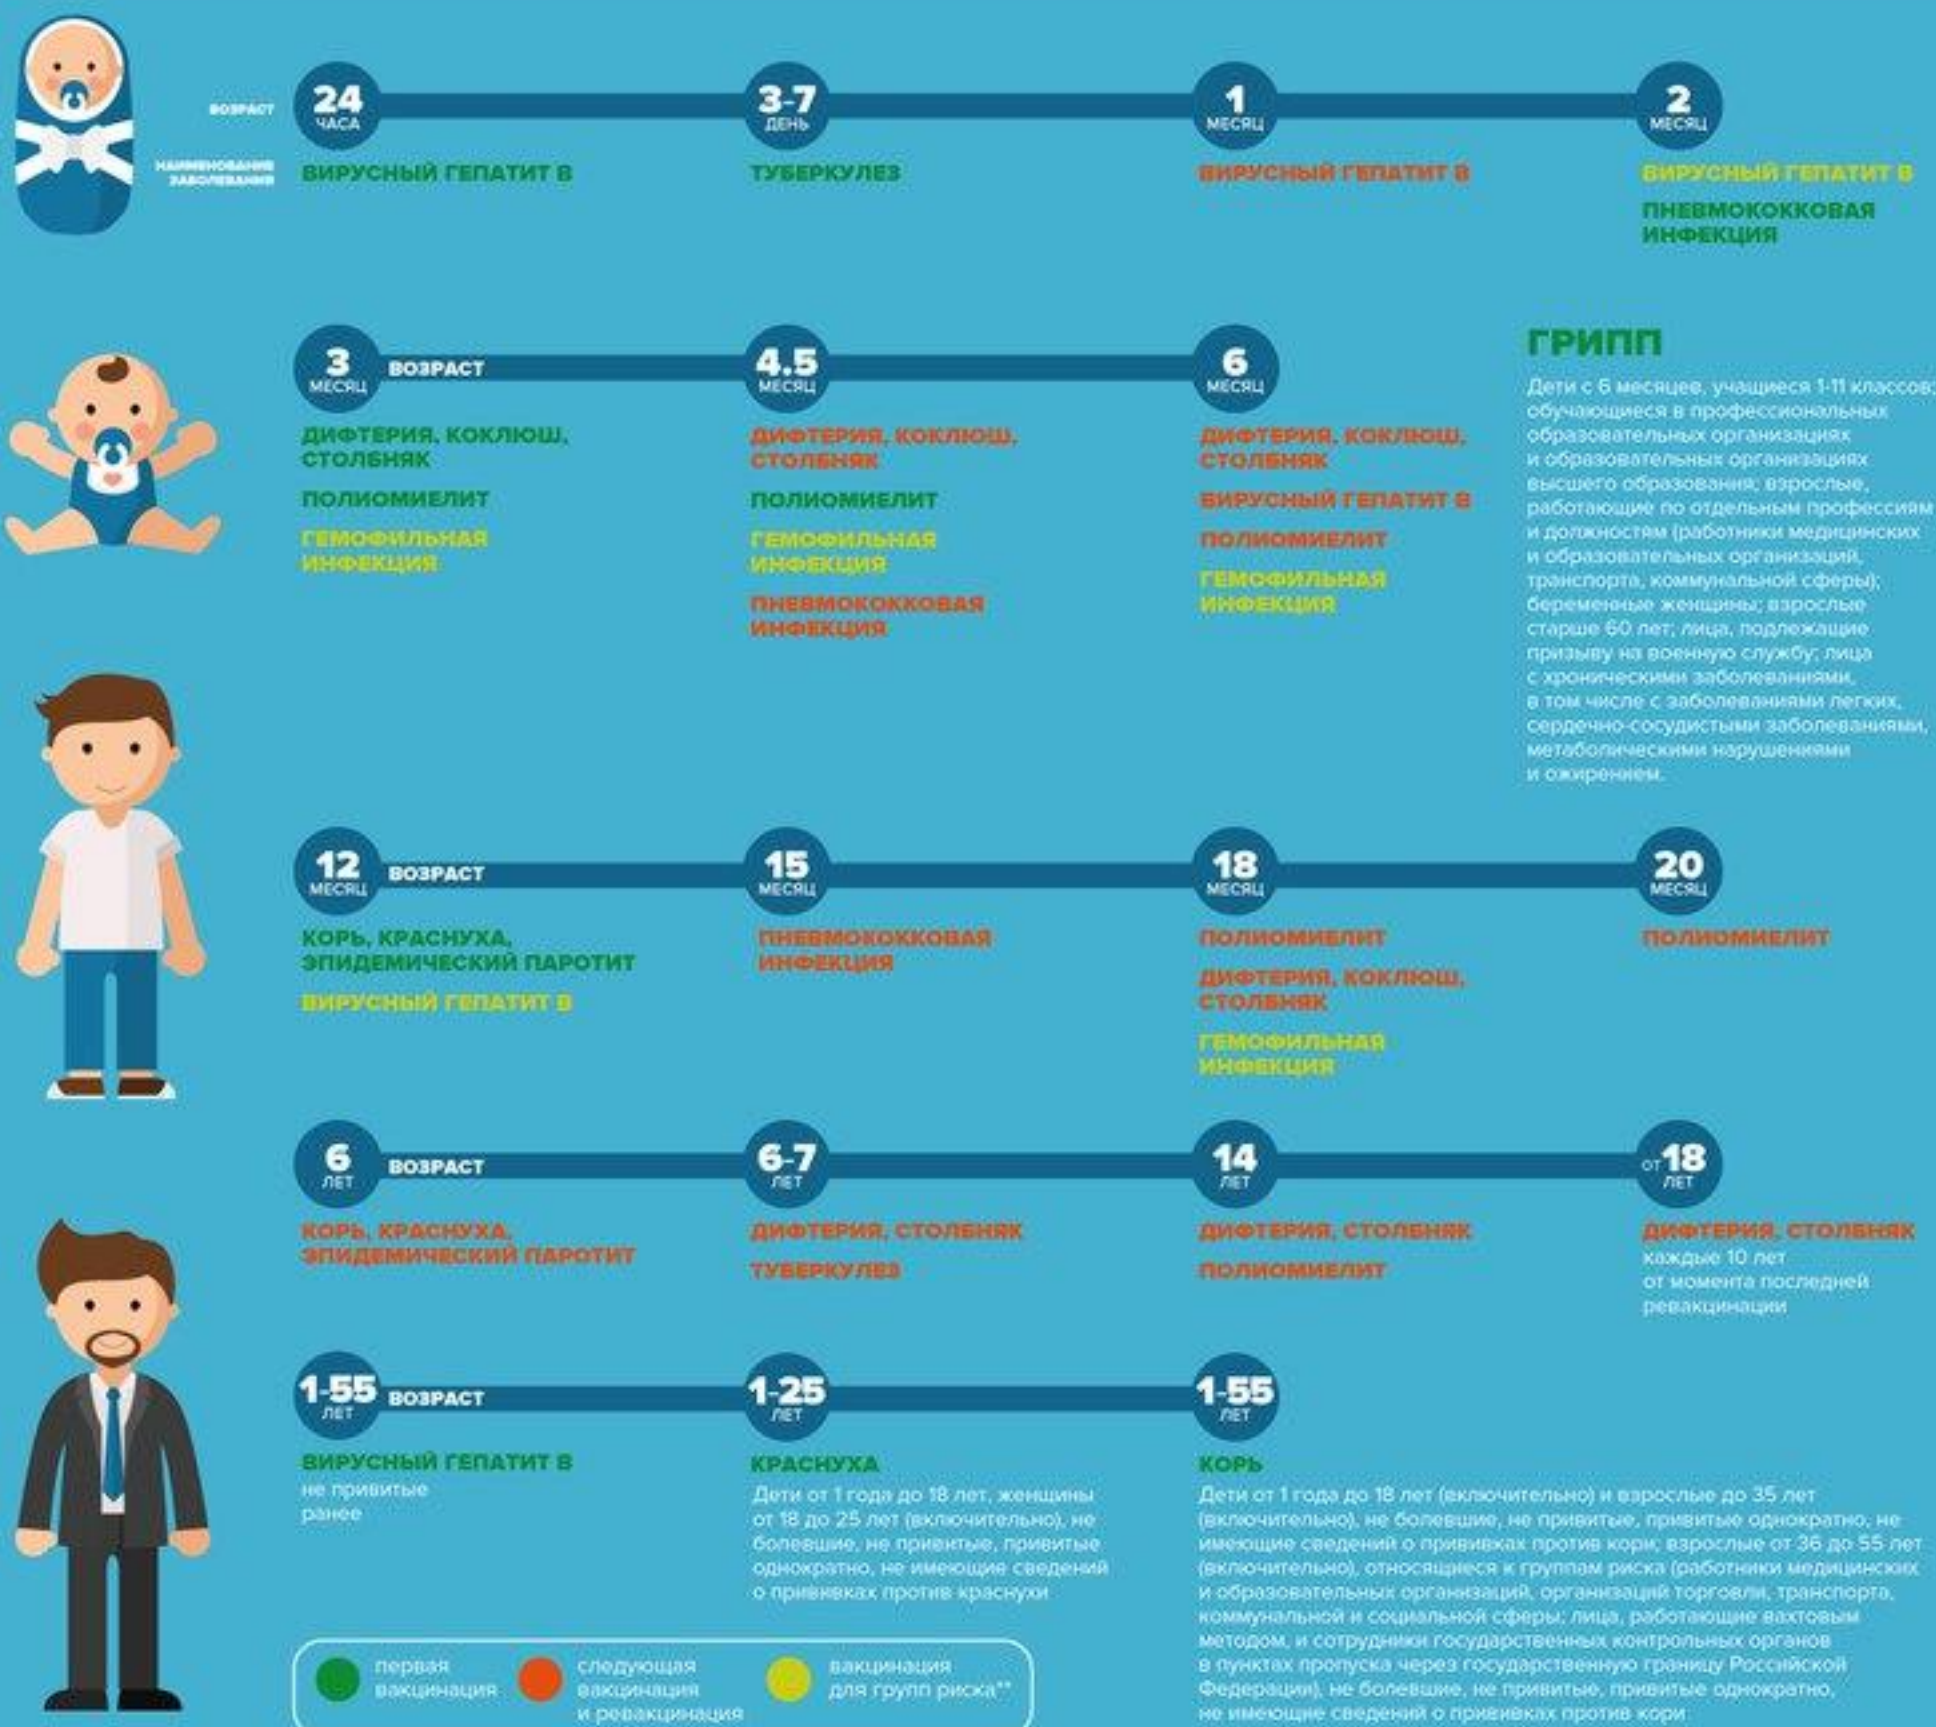 ВОЗРАСТ
24
ЧАСА
3-7
ДЕНЬ
1
МЕСЯЦ
2
МЕСЯЦ
НАИМЕНОВАНИЕ
ЗАБОЛЕВАНИЯ
ВИРУСНЫЙ ГЕПАТИТ В
ТУБЕРКУЛЕЗ
ВИРУСНЫЙ ГЕПАТИТ В
ВИРУСНЫЙ ГЕПАТИТ В
ПНЕВМОКОККОВАЯ
ИНФЕКЦИЯ
3
МЕСЯЦ
ВОЗРАСТ
4.5
МЕСЯЦ
6
МЕСЯЦ
ДИФТЕРИЯ, КОКЛЮШ,
СТОЛБНЯК
ПОЛИОМИЕЛИТ
ГЕМОФИЛЬНАЯ
ИНФЕКЦИЯ
ДИФТЕРИЯ, КОКЛЮШ,
СТОЛБНЯК
ПОЛИОМИЕЛИТ
ГЕМОФИЛЬНАЯ
ИНФЕКЦИЯ
ПНЕВМОКОККОВАЯ
ИНФЕКЦИЯ
ДИФТЕРИЯ, КОКЛЮШ,
СТОЛБНЯК
ВИРУСНЫЙ ГЕПАТИТ В
ПОЛИОМИЕЛИТ
ГЕМОФИЛЬНАЯ
ИНФЕКЦИЯ
ГРИПП
Дети с 6 месяцев, учащиеся 1-11 классов;
обучающиеся в профессиональных
образовательных организациях
и образовательных организациях
высшего образования; взрослые,
работающие по отдельным профессиям
и должностям (работники медицинских
и образовательных организаций,
транспорта, коммунальной сферы);
беременные женщины; взрослые
старше 60 лет; лица, подлежащие
призыву на военную службу; лица
с хроническими заболеваниями,
в том числе с заболеваниями легких,
сердечно-сосудистыми заболеваниями,
метаболическими нарушениями
и ожирением.
12
МЕСЯЦ
ВОЗРАСТ
15
МЕСЯЦ
18
МЕСЯЦ
20
МЕСЯЦ
КОРЬ, КРАСНУХА,
ЭПИДЕМИЧЕСКИЙ ПАРОТИТ
ВИРУСНЫЙ ГЕПАТИТ В
ПНЕВМОКОККОВАЯ
ИНФЕКЦИЯ
ПОЛИОМИЕЛИТ
ДИФТЕРИЯ, КОКЛЮШ,
СТОЛБНЯК
ГЕМОФИЛЬНАЯ
ИНФЕКЦИЯ
ПОЛИОМИЕЛИТ
6
ЛЕТ
ВОЗРАСТ
6-7
ЛЕТ
14
ЛЕТ
от 18
ЛЕТ
КОРЬ, КРАСНУХА,
ЭПИДЕМИЧЕСКИЙ ПАРОТИТ
ДИФТЕРИЯ, СТОЛБНЯК
ТУБЕРКУЛЕЗ
ДИФТЕРИЯ, СТОЛБНЯК
ПОЛИОМИЕЛИТ
ДИФТЕРИЯ, СТОЛБНЯК
каждые 10 лет
от момента последней
ревакцинации
1-55
ЛЕТ
ВОЗРАСТ
1-25
ЛЕТ
1-55
ЛЕТ
ВИРУСНЫЙ ГЕПАТИТ В
не привитые
ранее
КРАСНУХА
Дети от 1 года до 18 лет, женщины
от 18 до 25 лет (включительно), не
болевшие, не привитые, привитые
однократно, не имеющие сведений
о прививках против краснухи
КОРЬ
Дети от 1 года до 18 лет (включительно) и взрослые до 35 лет
(включительно), не болевшие, не привитые, привитые однократно, не
имеющие сведений о прививках против кори; взрослые от 36 до 55 лет
(включительно), относящиеся к группам риска (работники медицинских
и образовательных организаций, организаций торговли, транспорта,
коммунальной и социальной сферы; лица, работающие вахтовым
методом, и сотрудники государственных контрольных органов
в пунктах пропуска через государственную границу Российской
Федерации), не болевшие, не привитые, привитые однократно,
не имеющие сведений о прививках против кори
первая
вакцинация
следующая
вакцинация
и ревакцинация
вакцинация
для групп риска**